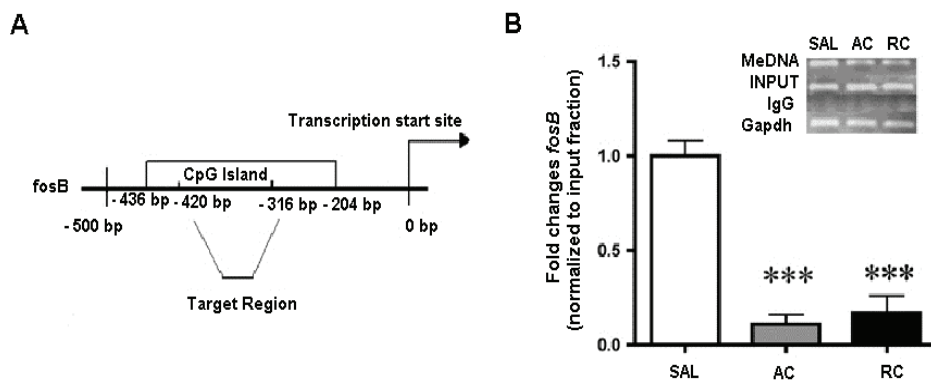 A
Transcription start site
fosB
CpG Island
- 436 bp
- 420 bp
- 316 bp
- 204 bp
- 500 bp
0 bp
Target Region
B
SAL AC RC
MeDNA
INPUT
IgG
Gapdh
Fold changes fosB
(normalized to input fraction)
1.5
1.0
0.5
0.0
***
***
SAL
AC
RC